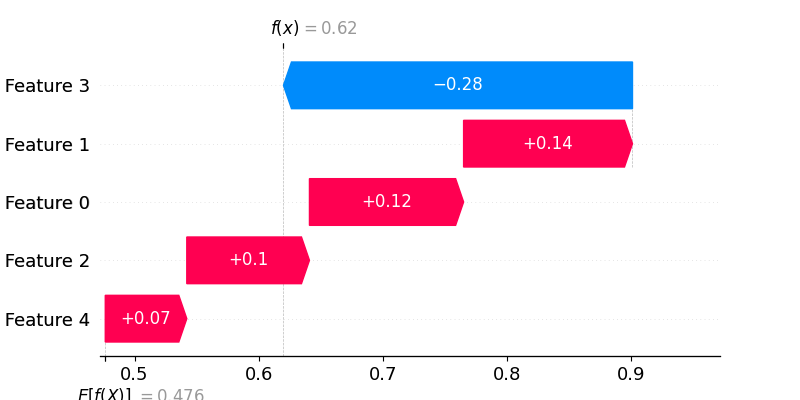 f(x) = 0.62
Feature 3 −0.28
Feature 1 +0.14
Feature 0 +0.12
Feature 2 +0.1
Feature 4 +0.07
0.5 0.6 0.7 0.8 0.9
E[f(X)] = 0.476